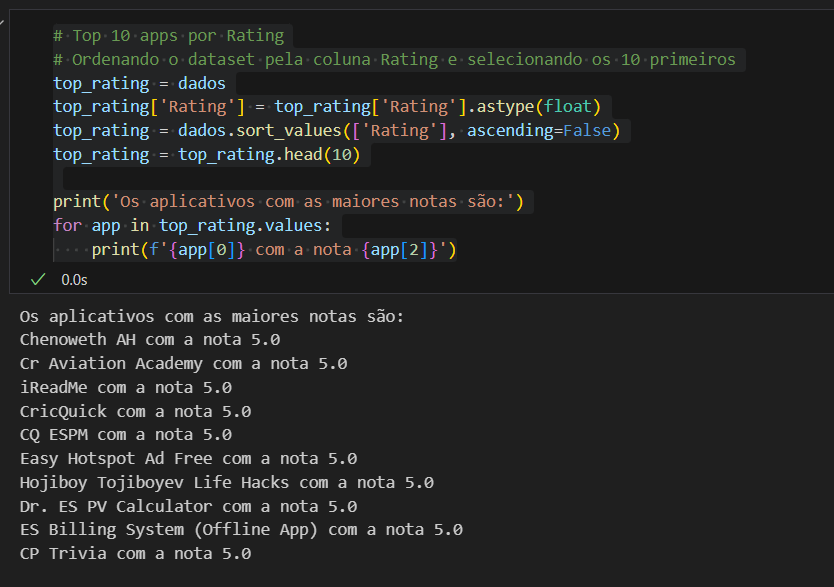 # Top 10 apps por Rating
# Ordenando o dataset pela coluna Rating e selecionando os 10 primeiros
top_rating = dados
top_rating['Rating'] = top_rating['Rating'].astype(float)
top_rating = dados.sort_values(['Rating'], ascending=False)
top_rating = top_rating.head(10)
print('Os aplicativos com as maiores notas são:')
for app in top_rating.values:
    print(f'{app[0]} com a nota {app[2]}')
0.0s
Os aplicativos com as maiores notas são:
Chenoweth AH com a nota 5.0
Cr Aviation Academy com a nota 5.0
iReadMe com a nota 5.0
CricQuick com a nota 5.0
CQ ESPM com a nota 5.0
Easy Hotspot Ad Free com a nota 5.0
Hojiboy Tojiboyev Life Hacks com a nota 5.0
Dr. ES PV Calculator com a nota 5.0
ES Billing System (Offline App) com a nota 5.0
CP Trivia com a nota 5.0